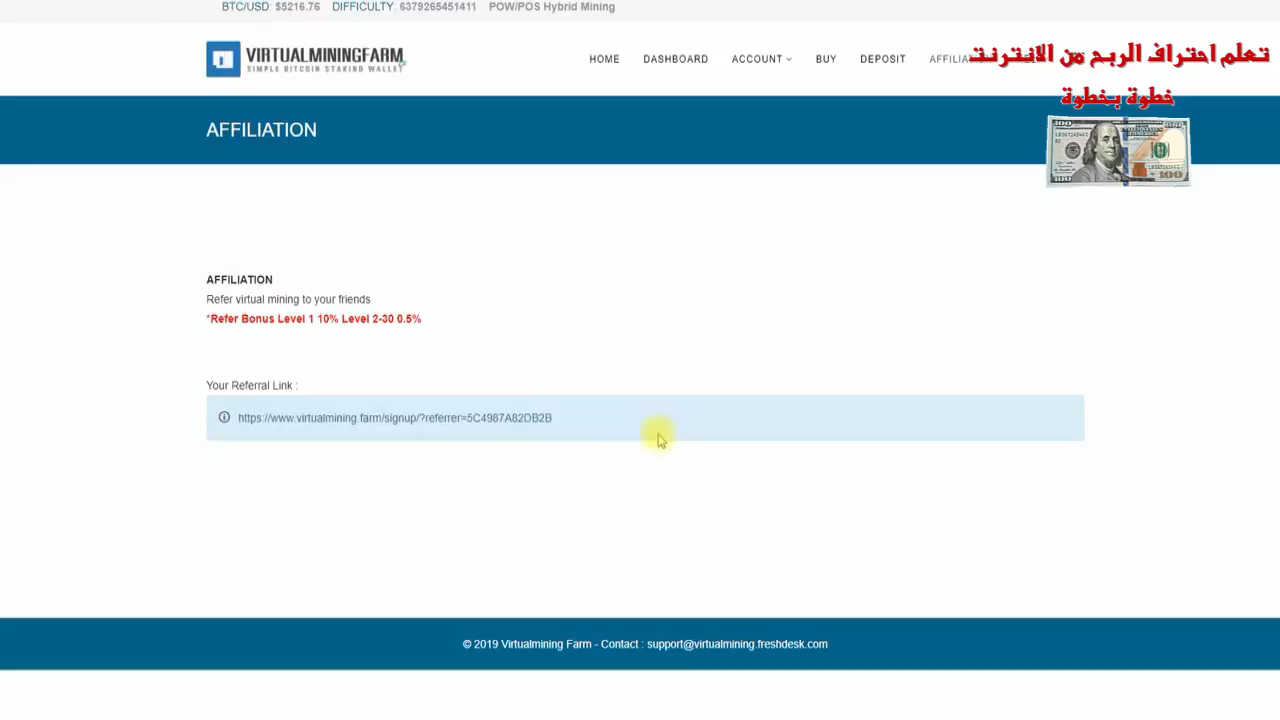 BTC/USD: $5216.76 DIFFICULTY: 6379265451411 POW/POS Hybrid Mining
VIRTUALMININGFARM
SIMPLE BITCOIN STAKING WALLET
HOME DASHBOARD ACCOUNT BUY DEPOSIT
تعلم احتراف الربح من الانترنت
خطوة بخطوة
AFFILIATION
AFFILIATION
Refer virtual mining to your friends
*Refer Bonus Level 1 10% Level 2-30 0.5%
Your Referral Link :
https://www.virtualmining.farm/signup/?referrer=5C4987A82DB2B
© 2019 Virtualmining Farm - Contact : support@virtualmining.freshdesk.com